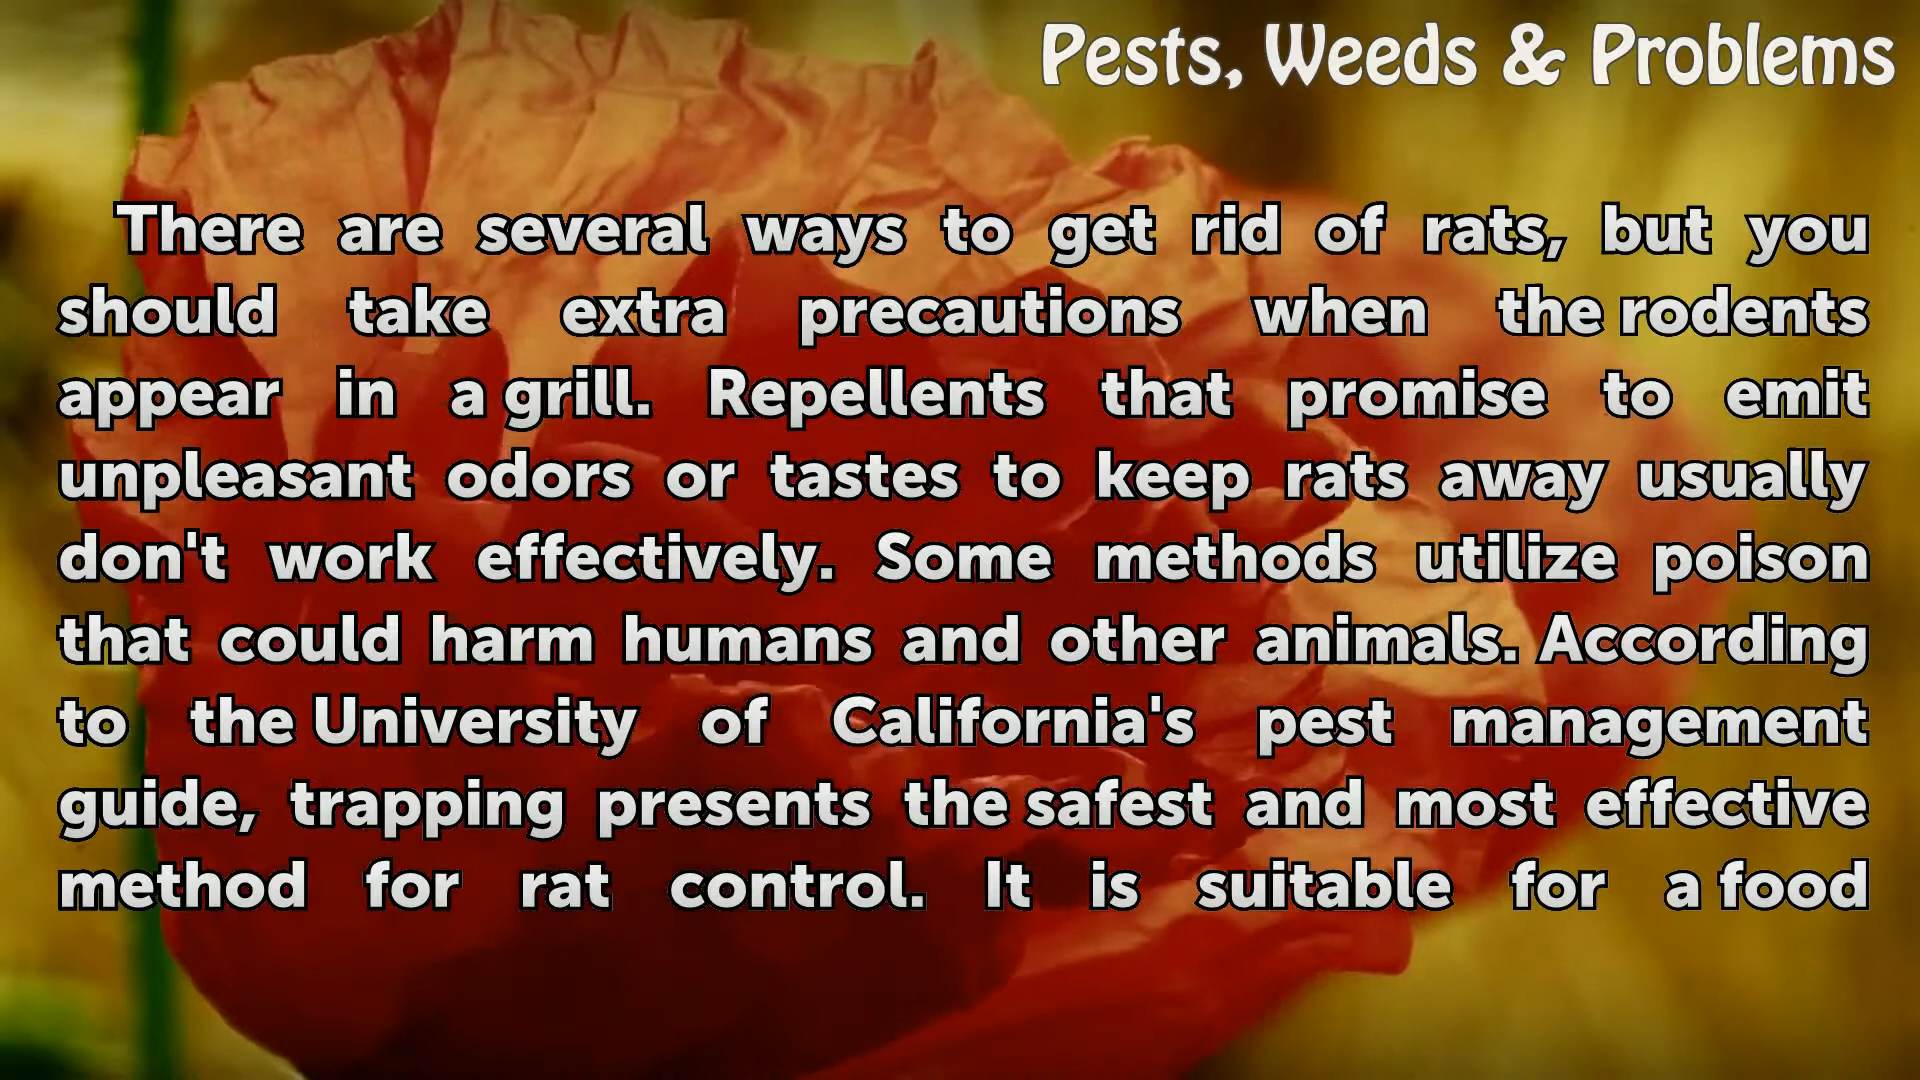 Pests, Weeds & Problems
There are several ways to get rid of rats, but you
should take extra precautions when the rodents
appear in a grill. Repellents that promise to emit
unpleasant odors or tastes to keep rats away usually
don't work effectively. Some methods utilize poison
that could harm humans and other animals. According
to the University of California's pest management
guide, trapping presents the safest and most effective
method for rat control. It is suitable for a food